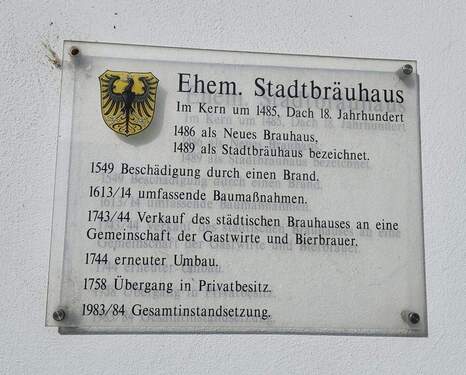 Ehem. Stadtbräuhaus
Im Kern um 1485, Dach 18. Jahrhundert
1486 als Neues Brauhaus,
1489 als Stadtbräuhaus bezeichnet.
1549 Beschädigung durch einen Brand.
1613/14 umfassende Baumaßnahmen.
1743/44 Verkauf des städtischen Brauhauses an eine
Gemeinschaft der Gastwirte und Bierbrauer.
1744 erneuter Umbau.
1758 Übergang in Privatbesitz.
1983/84 Gesamtinstandsetzung.